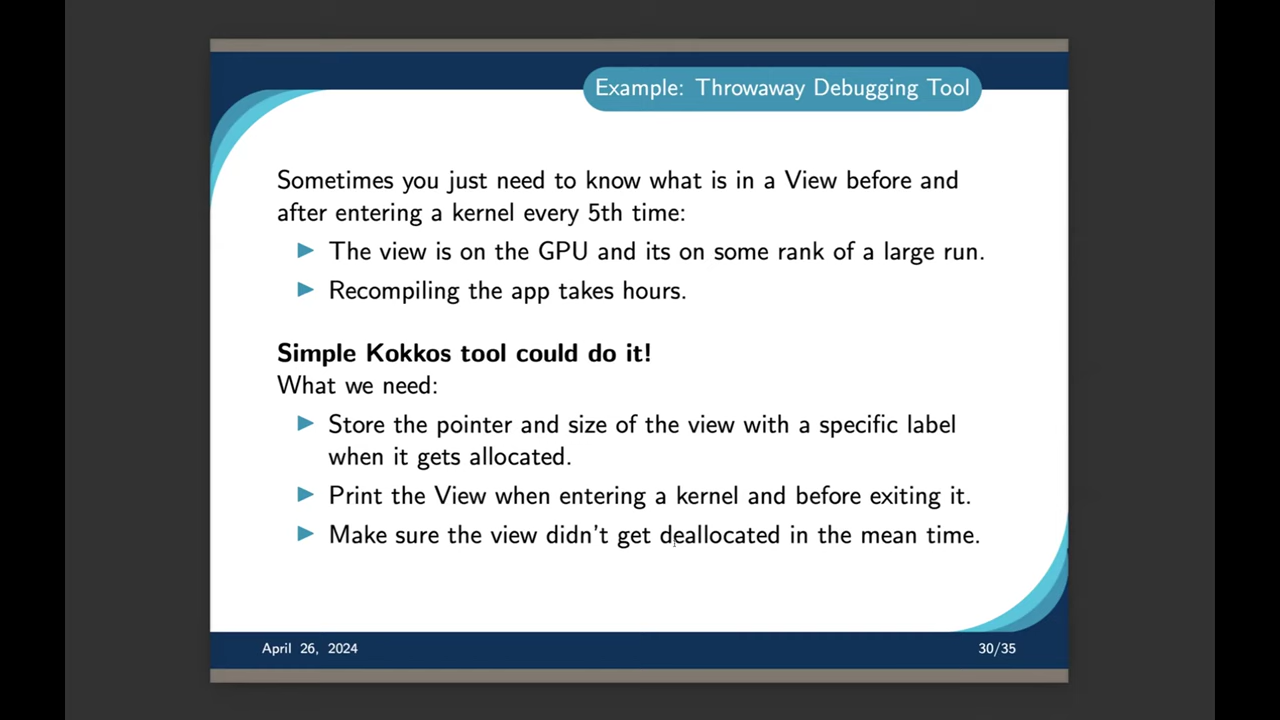 Example: Throwaway Debugging Tool
Sometimes you just need to know what is in a View before and
after entering a kernel every 5th time:
The view is on the GPU and its on some rank of a large run.
Recompiling the app takes hours.
Simple Kokkos tool could do it!
What we need:
Store the pointer and size of the view with a specific label
when it gets allocated.
Print the View when entering a kernel and before exiting it.
Make sure the view didn't get deallocated in the mean time.
April 26, 2024
30/35